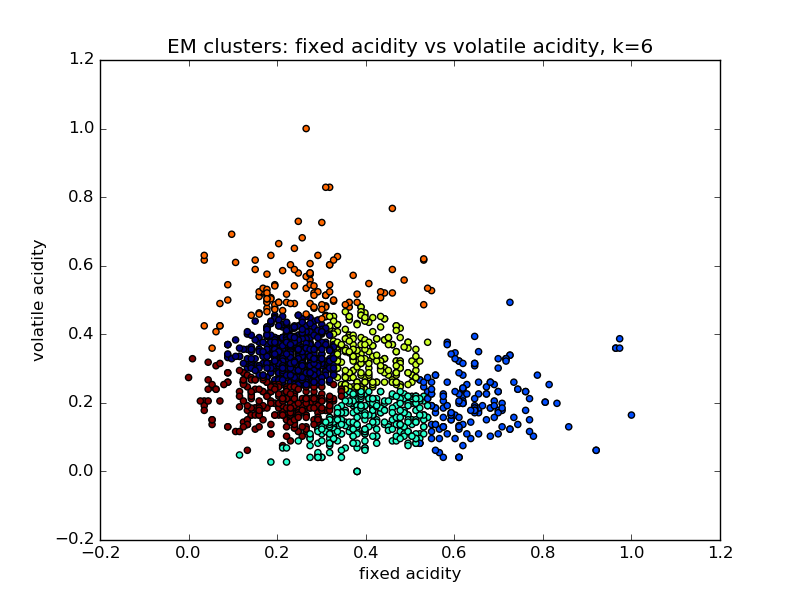 EM clusters: fixed acidity vs volatile acidity, k=6
1.2
1.0
0.8
0.6
0.4
0.2
0.0
−0.2
volatile acidity
−0.2 0.0 0.2 0.4 0.6 0.8 1.0 1.2
fixed acidity